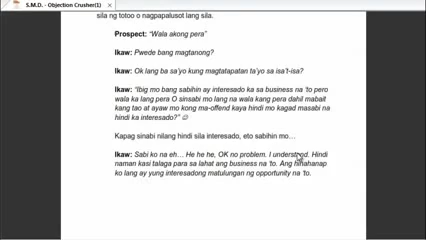 S.M.D. - Objection Crusher(1)
sila ng totoo o nagpapalusot lang sila.
Prospect: "Wala akong pera"
Ikaw: Pwede bang magtanong?
Ikaw: Ok lang ba sa'yo kung magtatapatan ta'yo sa isa't-isa?
Ikaw: "Ibig mo bang sabihin ay interesado ka sa business na 'to pero
wala ka lang pera O sinsabi mo lang na wala kang pera dahil mabait
kang tao at ayaw mo kong ma-offend kaya hindi mo kagad masabi na
hindi ka interesado?" ☺
Kapag sinabi nilang hindi sila interesado, eto sabihin mo…
Ikaw: Sabi ko na eh… He he he, OK no problem. I understand. Hindi
naman kasi talaga para sa lahat ang business na 'to. Ang hinahanap
ko lang ay yung interesadong matulungan ng opportunity na 'to.